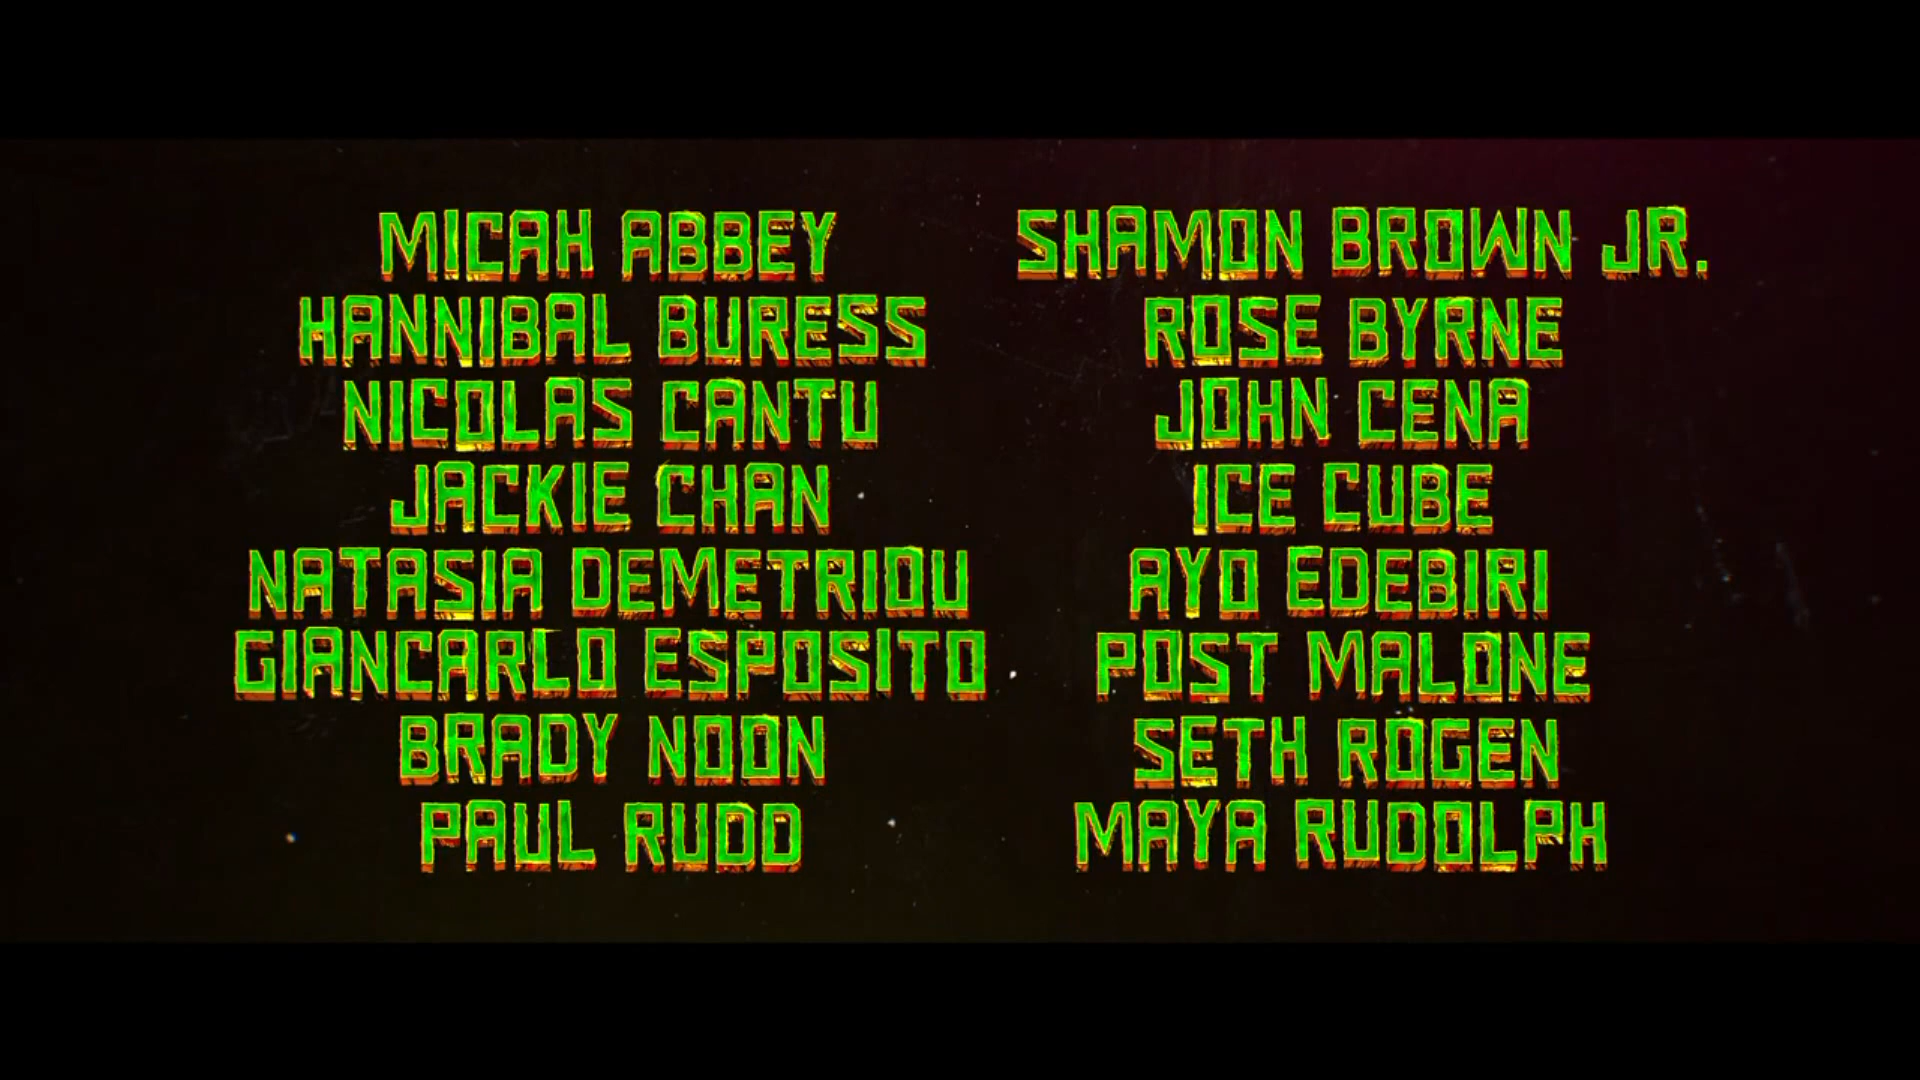 MICAH ABBEY SHAMON BROWN JR.
HANNIBAL BURESS ROSE BYRNE
NICOLAS CANTU JOHN CENA
JACKIE CHAN ICE CUBE
NATASIA DEMETRIOU AYO EDEBIRI
GIANCARLO ESPOSITO POST MALONE
BRADY NOON SETH ROGEN
PAUL RUDD MAYA RUDOLPH